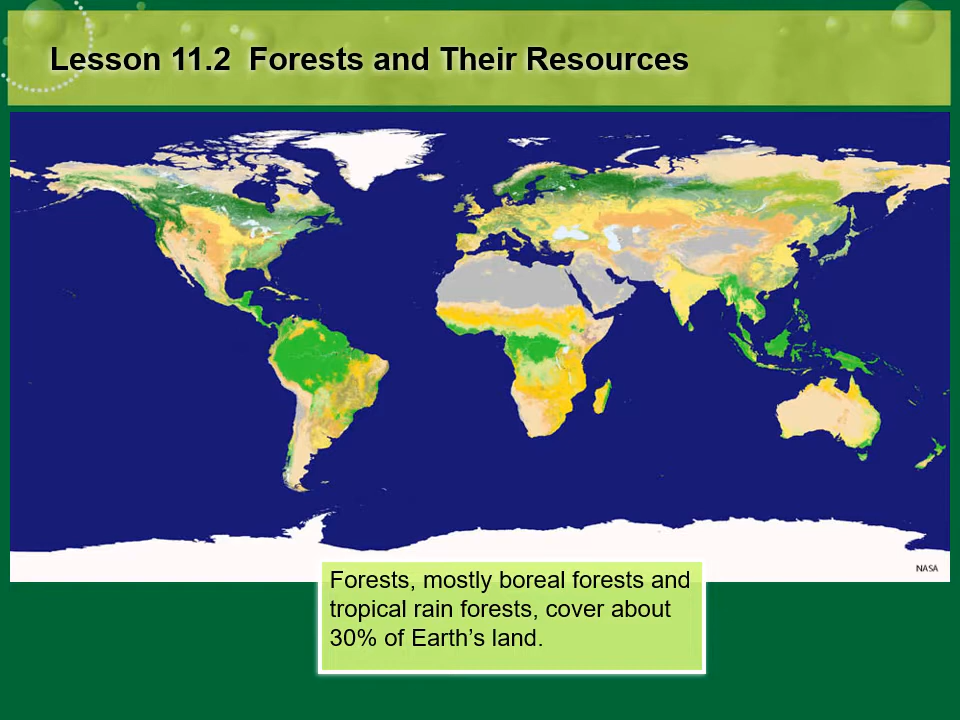 Lesson 11.2  Forests and Their Resources
NASA
Forests, mostly boreal forests and
tropical rain forests, cover about
30% of Earth’s land.